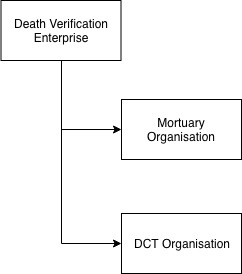 Death Verification
Enterprise
Mortuary
Organisation
DCT Organisation